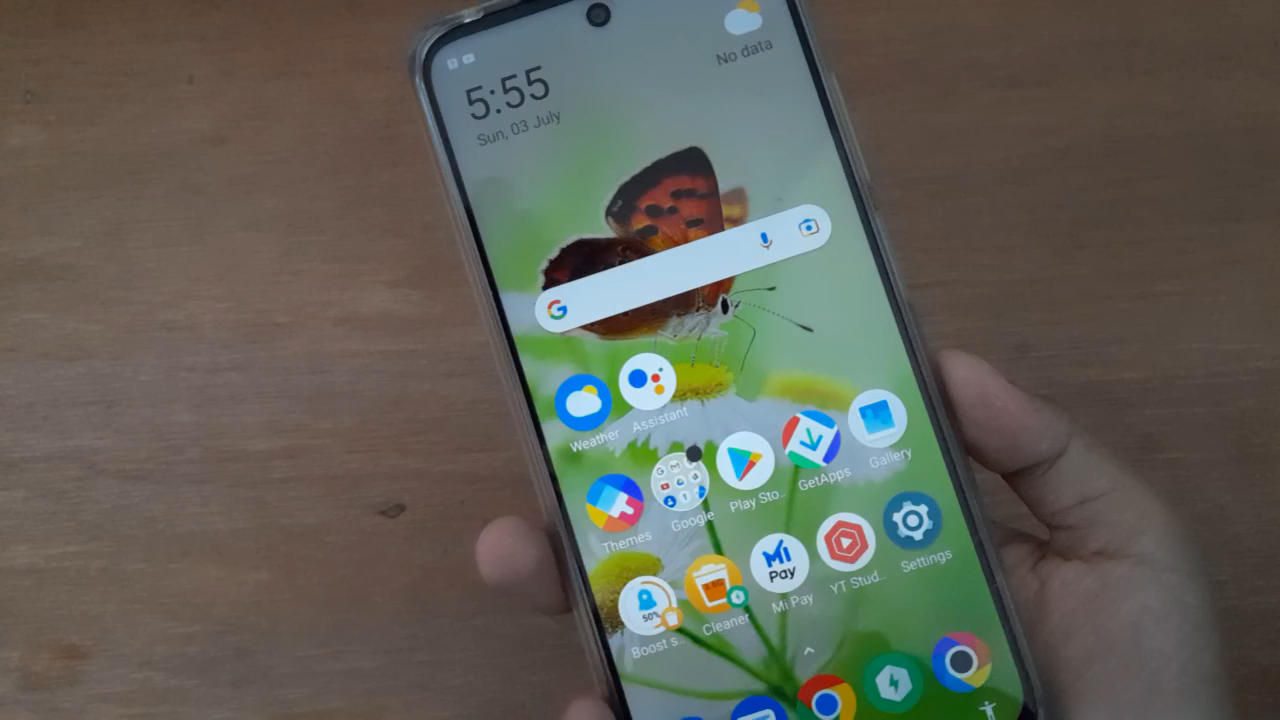 5:55
Sun, 03 July
No data
Weather
Assistant
Themes
Google
Play Sto..
GetApps
Gallery
50%
Boost s..
Cleaner
Mi Pay
Mi Pay
YT Stud..
Settings